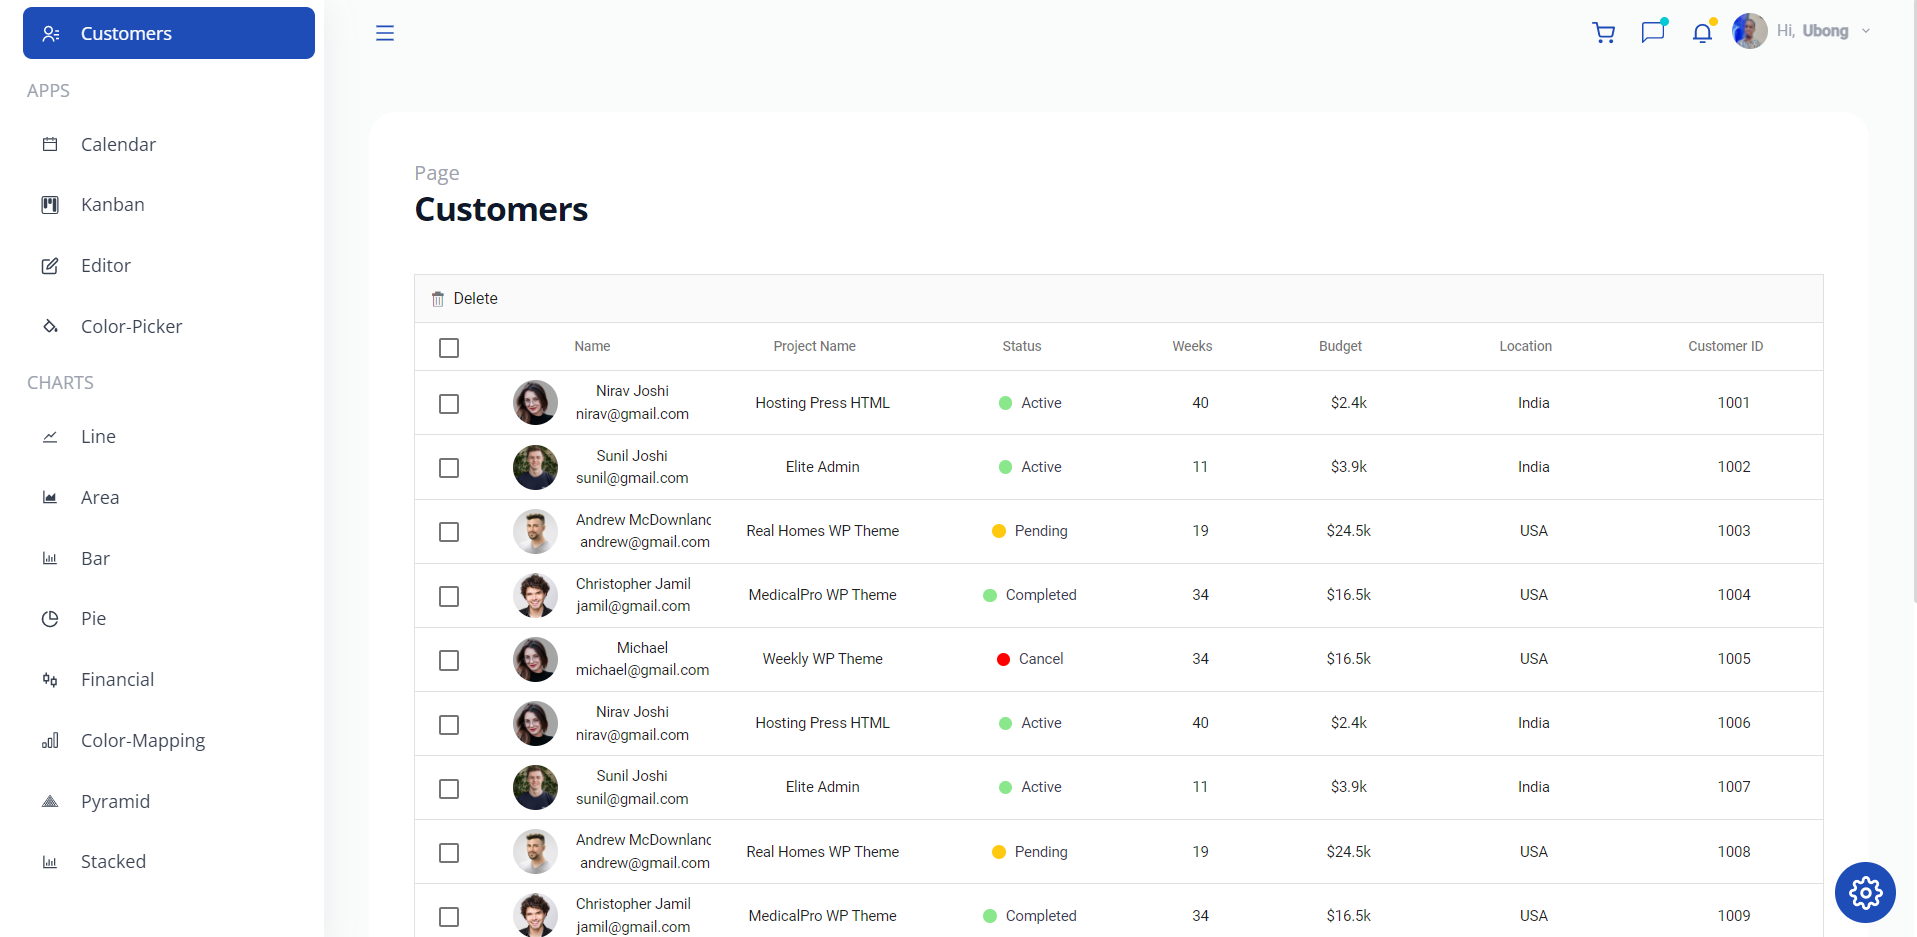 Customers
APPS
Calendar
Kanban
Editor
Color-Picker
CHARTS
Line
Area
Bar
Pie
Financial
Color-Mapping
Pyramid
Stacked
Hi, Ubong
Page
Customers
Delete
Name Project Name Status Weeks Budget Location Customer ID
Nirav Joshi
nirav@gmail.com Hosting Press HTML Active 40 $2.4k India 1001
Sunil Joshi
sunil@gmail.com Elite Admin Active 11 $3.9k India 1002
Andrew McDownland
andrew@gmail.com Real Homes WP Theme Pending 19 $24.5k USA 1003
Christopher Jamil
jamil@gmail.com MedicalPro WP Theme Completed 34 $16.5k USA 1004
Michael
michael@gmail.com Weekly WP Theme Cancel 34 $16.5k USA 1005
Nirav Joshi
nirav@gmail.com Hosting Press HTML Active 40 $2.4k India 1006
Sunil Joshi
sunil@gmail.com Elite Admin Active 11 $3.9k India 1007
Andrew McDownland
andrew@gmail.com Real Homes WP Theme Pending 19 $24.5k USA 1008
Christopher Jamil
jamil@gmail.com MedicalPro WP Theme Completed 34 $16.5k USA 1009